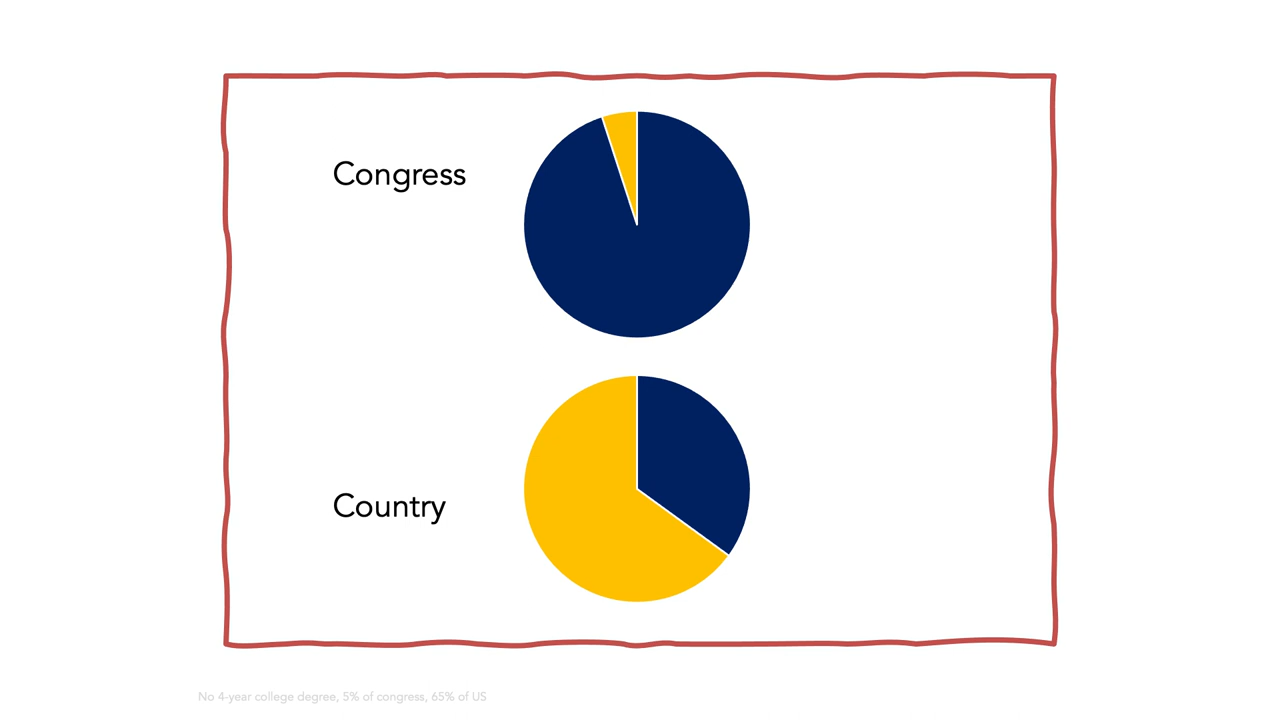 Congress
Country
No 4-year college degree, 5% of congress, 65% of US